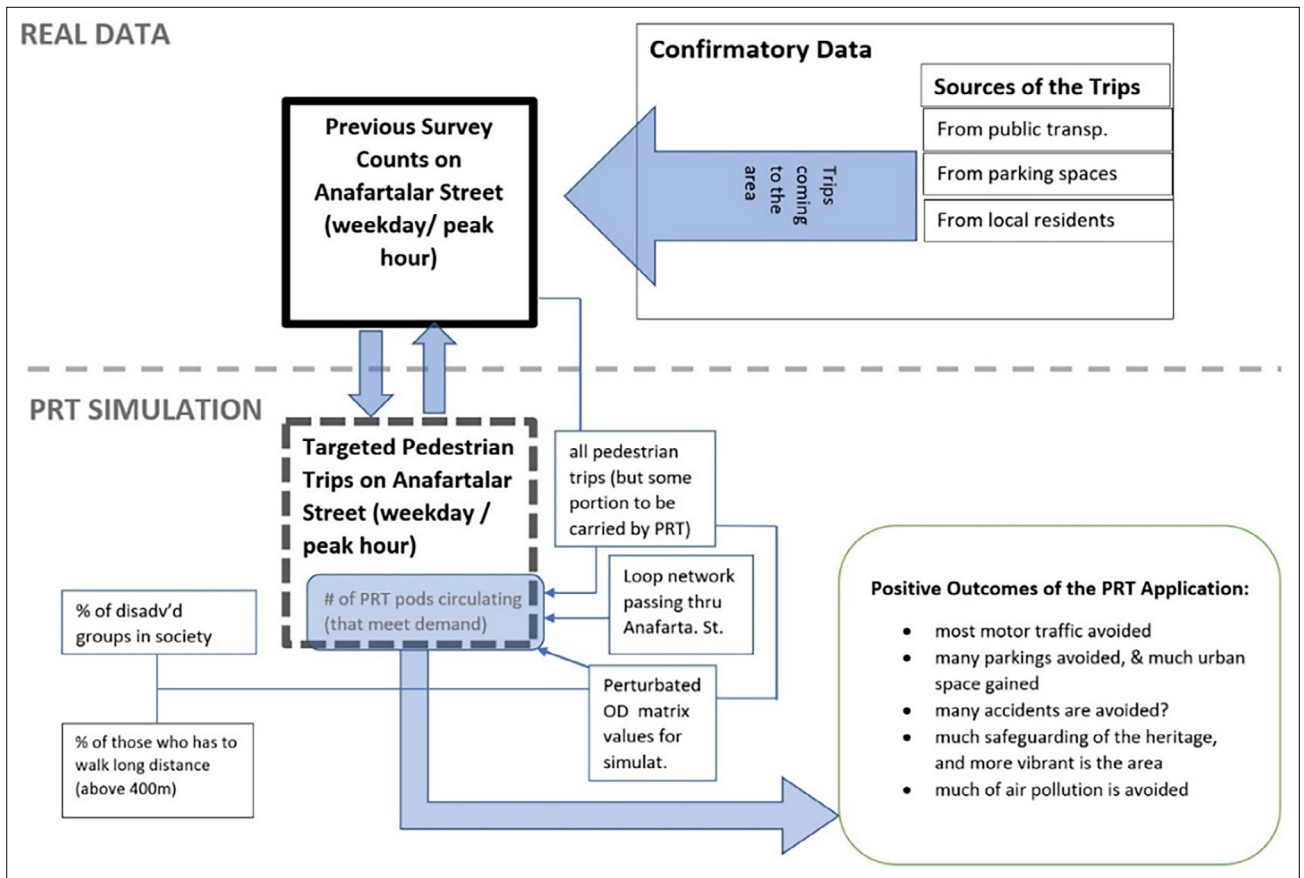 REAL DATA
Confirmatory Data
Sources of the Trips
From public transp.
From parking spaces
From local residents
Trips
coming
to the
area
Previous Survey
Counts on
Anafartalar Street
(weekday/ peak
hour)
PRT SIMULATION
Targeted Pedestrian
Trips on Anafartalar
Street (weekday /
peak hour)
# of PRT pods circulating
(that meet demand)
all pedestrian
trips (but some
portion to be
carried by PRT)
Loop network
passing thru
Anafarta. St.
Perturbated
OD matrix
values for
simulat.
% of disadv'd
groups in society
% of those who has to
walk long distance
(above 400m)
Positive Outcomes of the PRT Application:
• most motor traffic avoided
• many parkings avoided, & much urban
space gained
• many accidents are avoided?
• much safeguarding of the heritage,
and more vibrant is the area
• much of air pollution is avoided